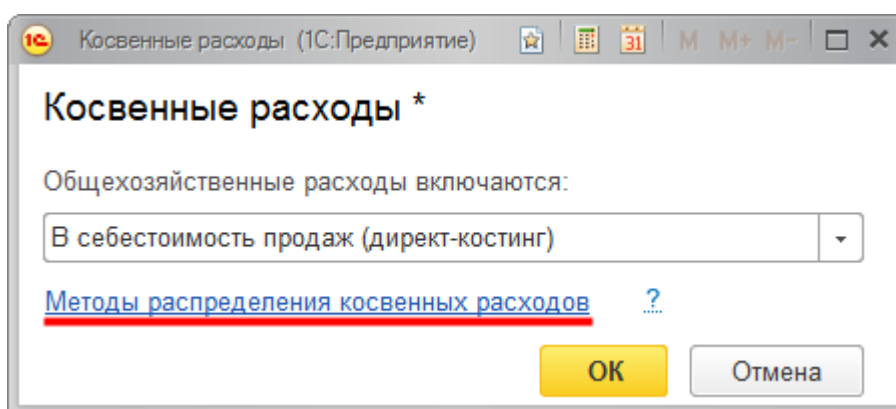 1С Косвенные расходы (1С:Предприятие) 31 M M+ M-
Косвенные расходы *
Общехозяйственные расходы включаются:
В себестоимость продаж (директ-костинг)
Методы распределения косвенных расходов ?
ОК Отмена